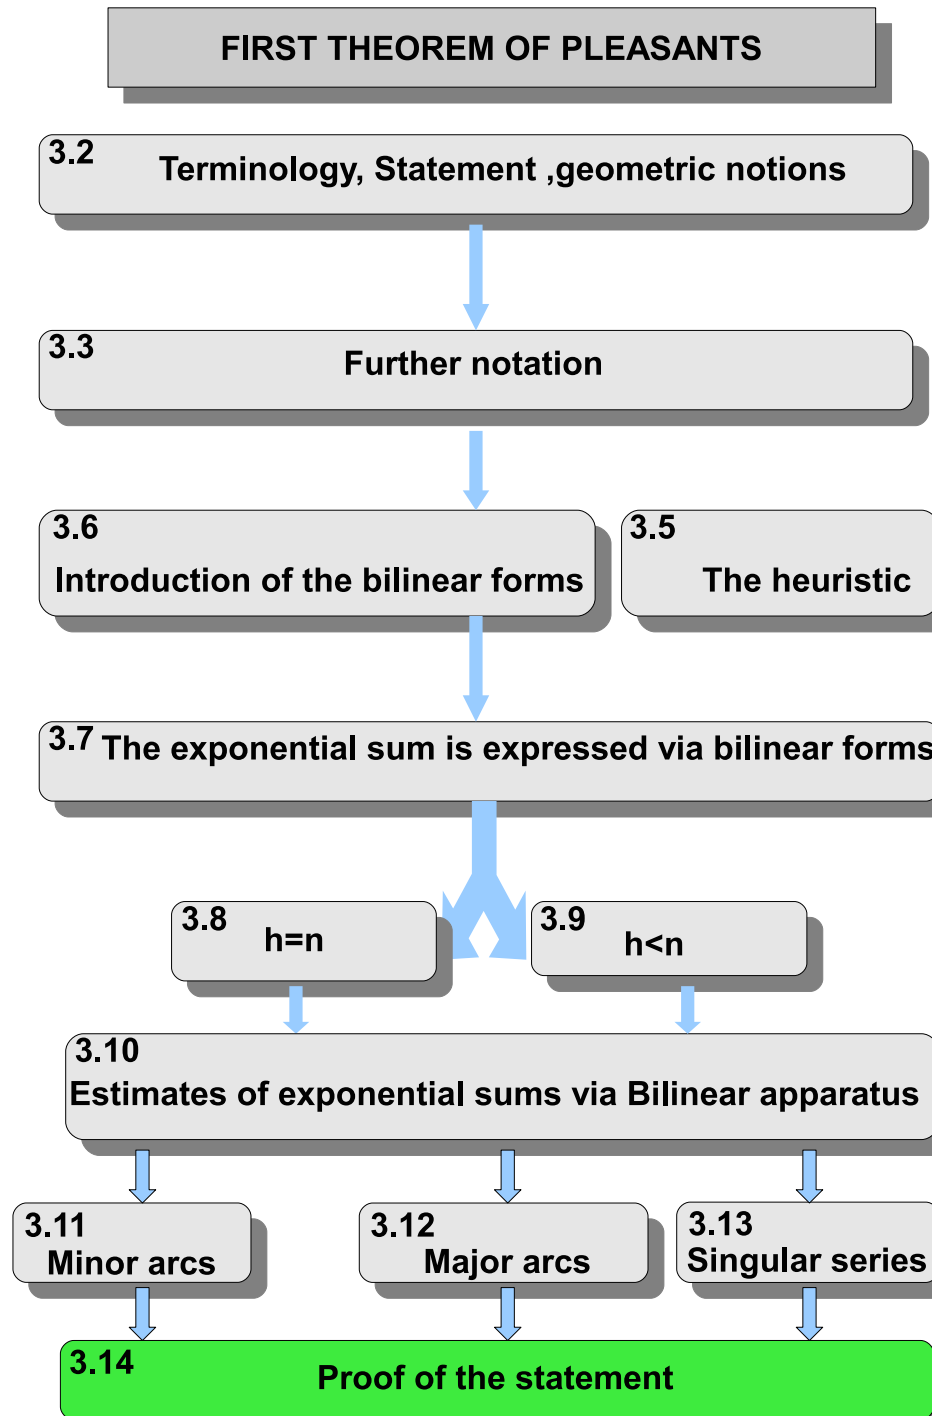 FIRST THEOREM OF PLEASANTS
3.2
Terminology, Statement ,geometric notions
3.3
Further notation
3.6
Introduction of the bilinear forms
3.5
The heuristic
3.7
The exponential sum is expressed via bilinear forms
3.8
h=n
3.9
h<n
3.10
Estimates of exponential sums via Bilinear apparatus
3.11
Minor arcs
3.12
Major arcs
3.13
Singular series
3.14
Proof of the statement